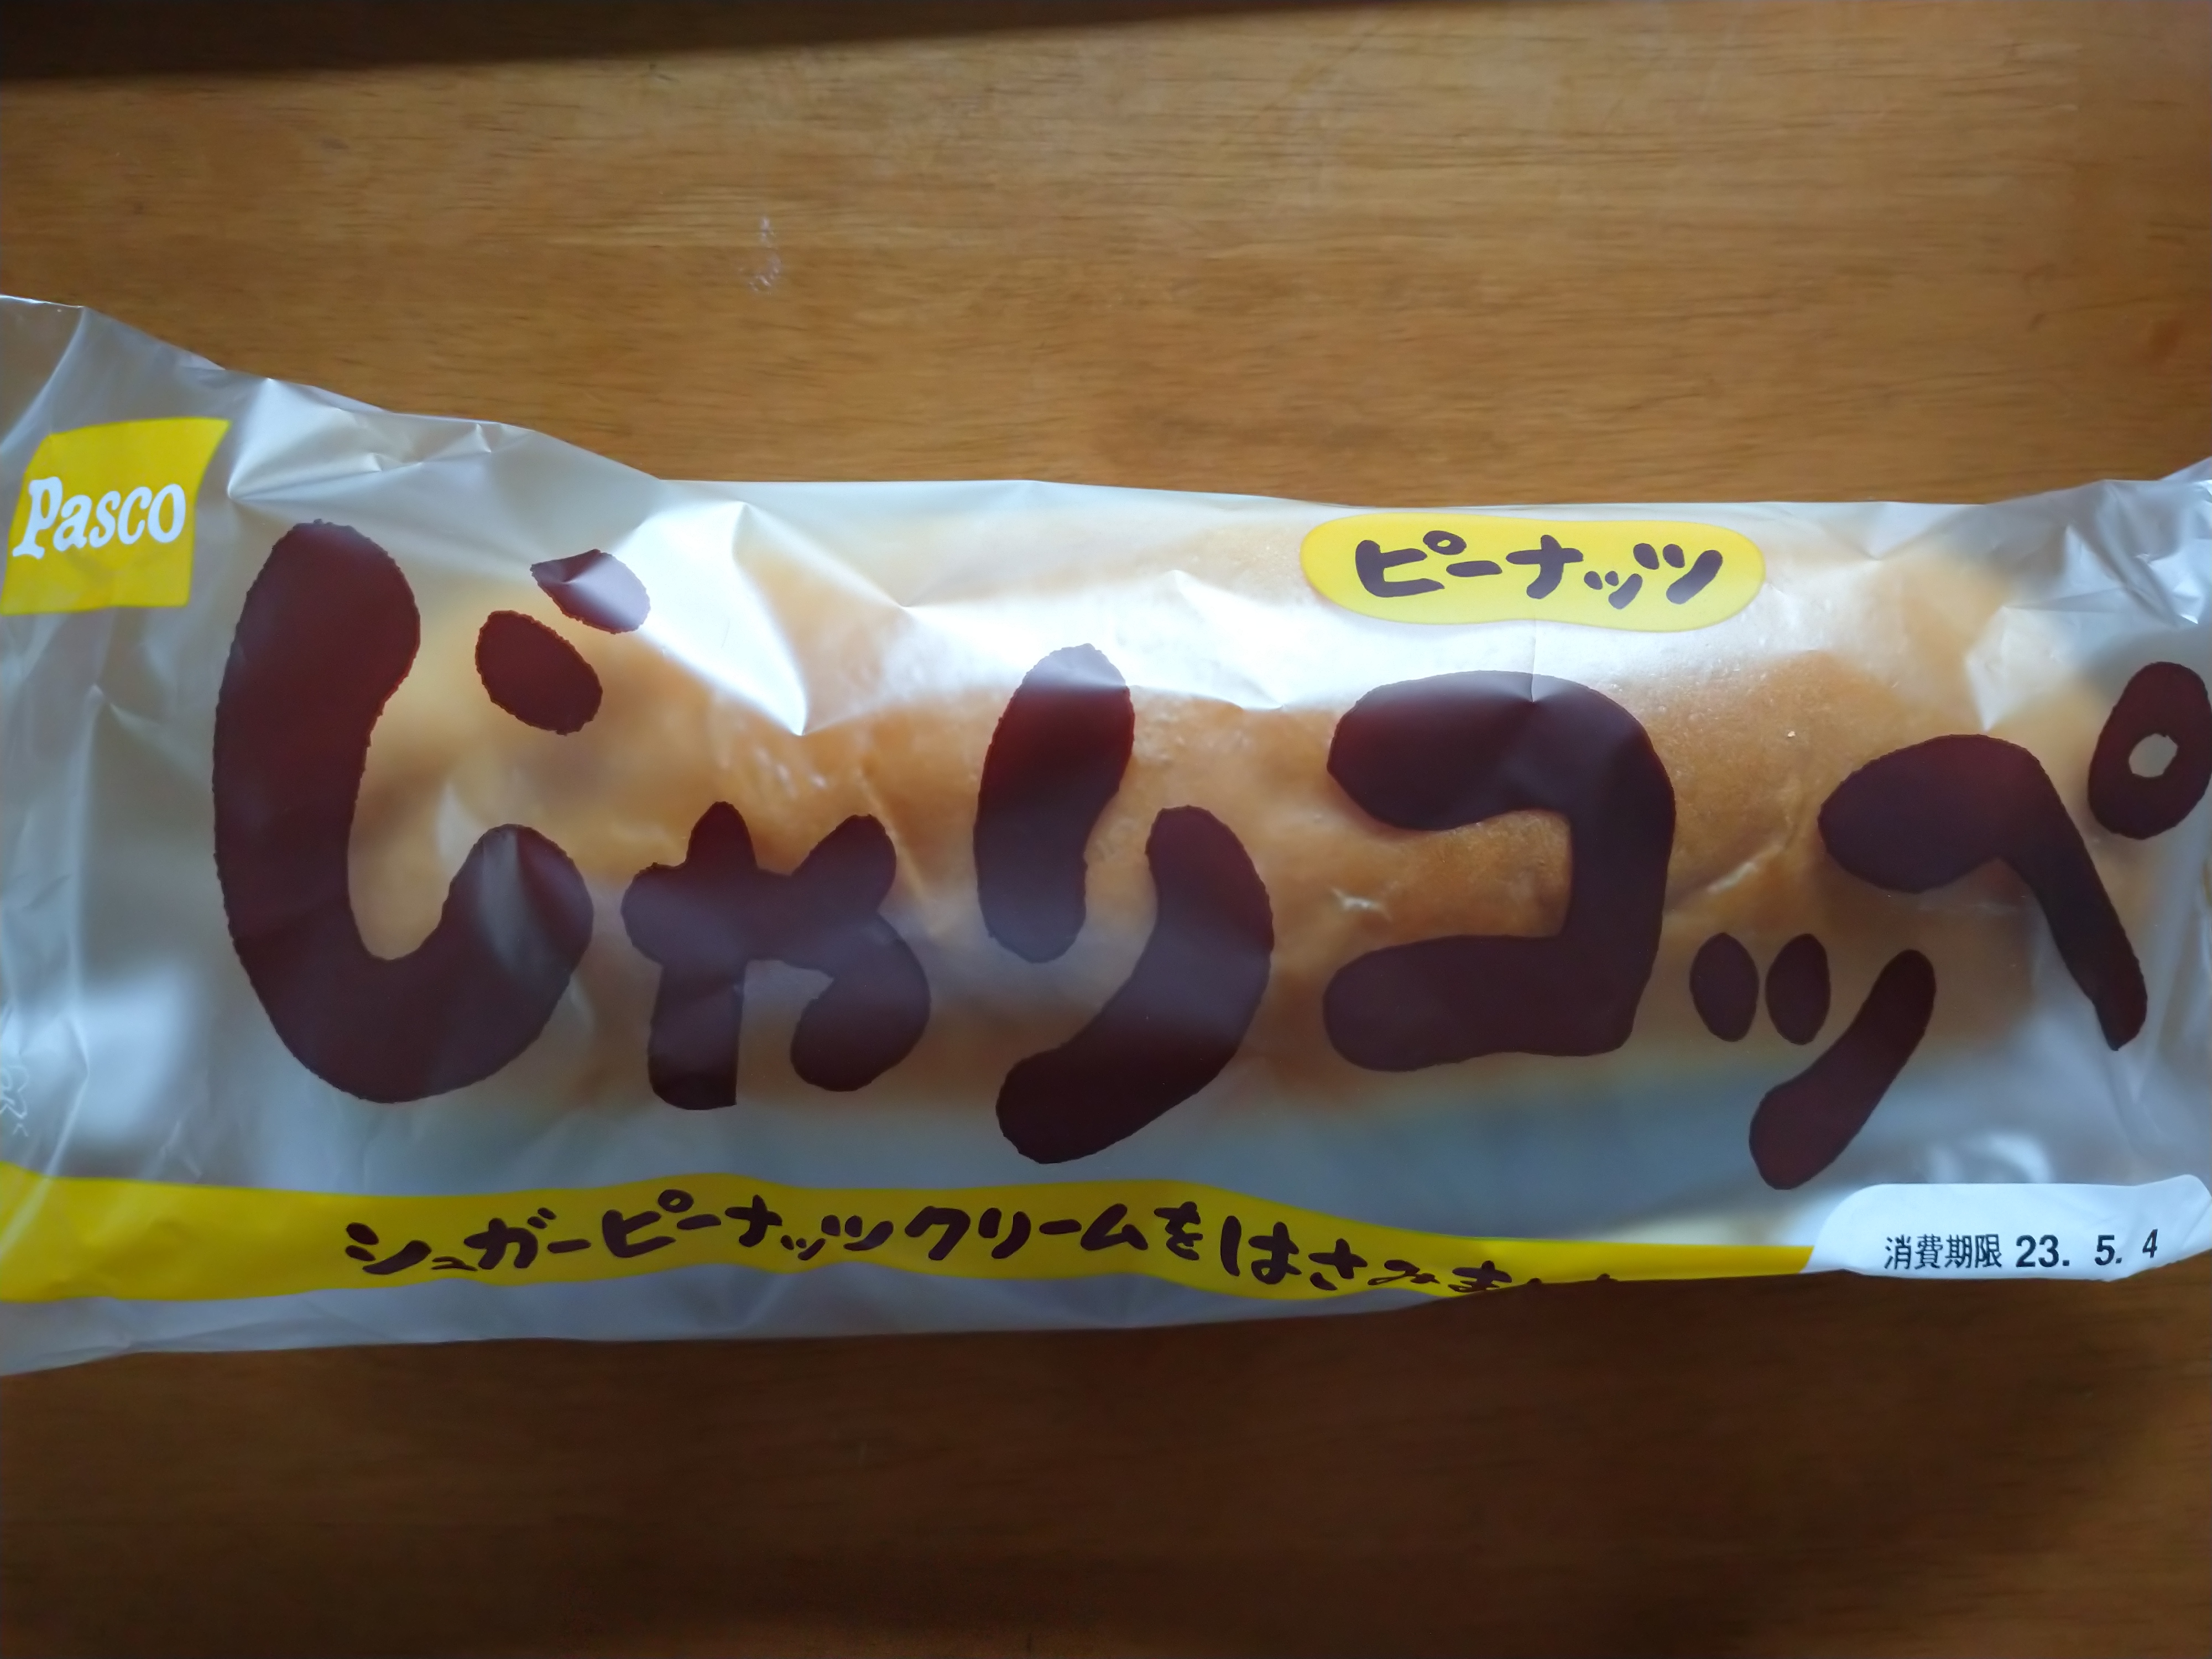 Pasco
ピーナッツ
じゃりコッペ
シュガーピーナッツクリームをはさみま
消費期限 23. 5. 4